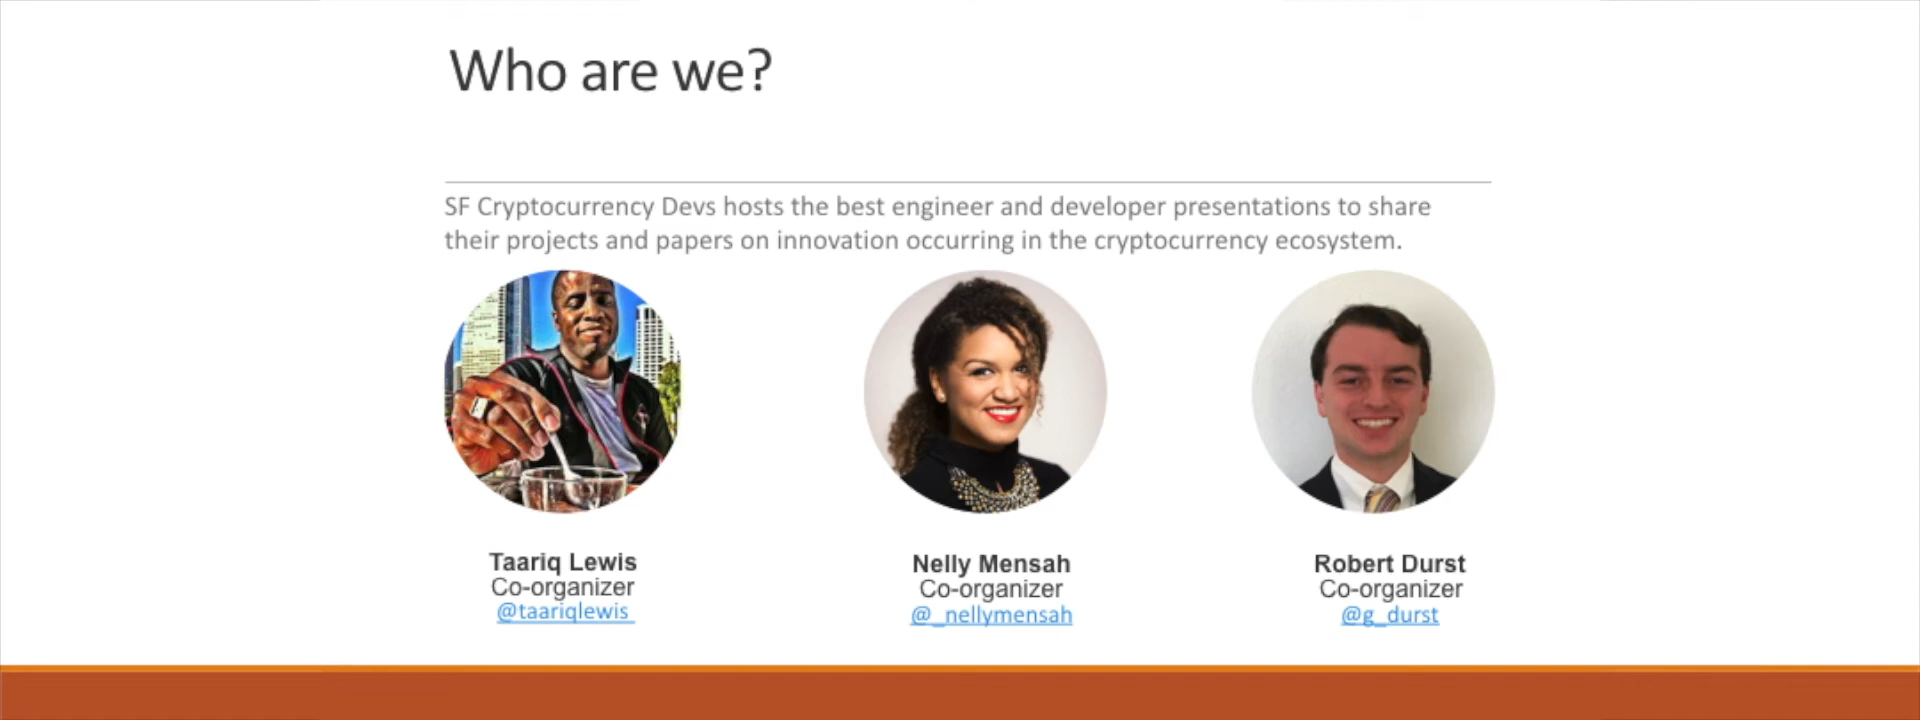 Who are we?
SF Cryptocurrency Devs hosts the best engineer and developer presentations to share
their projects and papers on innovation occurring in the cryptocurrency ecosystem.
Taariq Lewis
Co-organizer
@taariqlewis
Nelly Mensah
Co-organizer
@_nellymensah
Robert Durst
Co-organizer
@g_durst